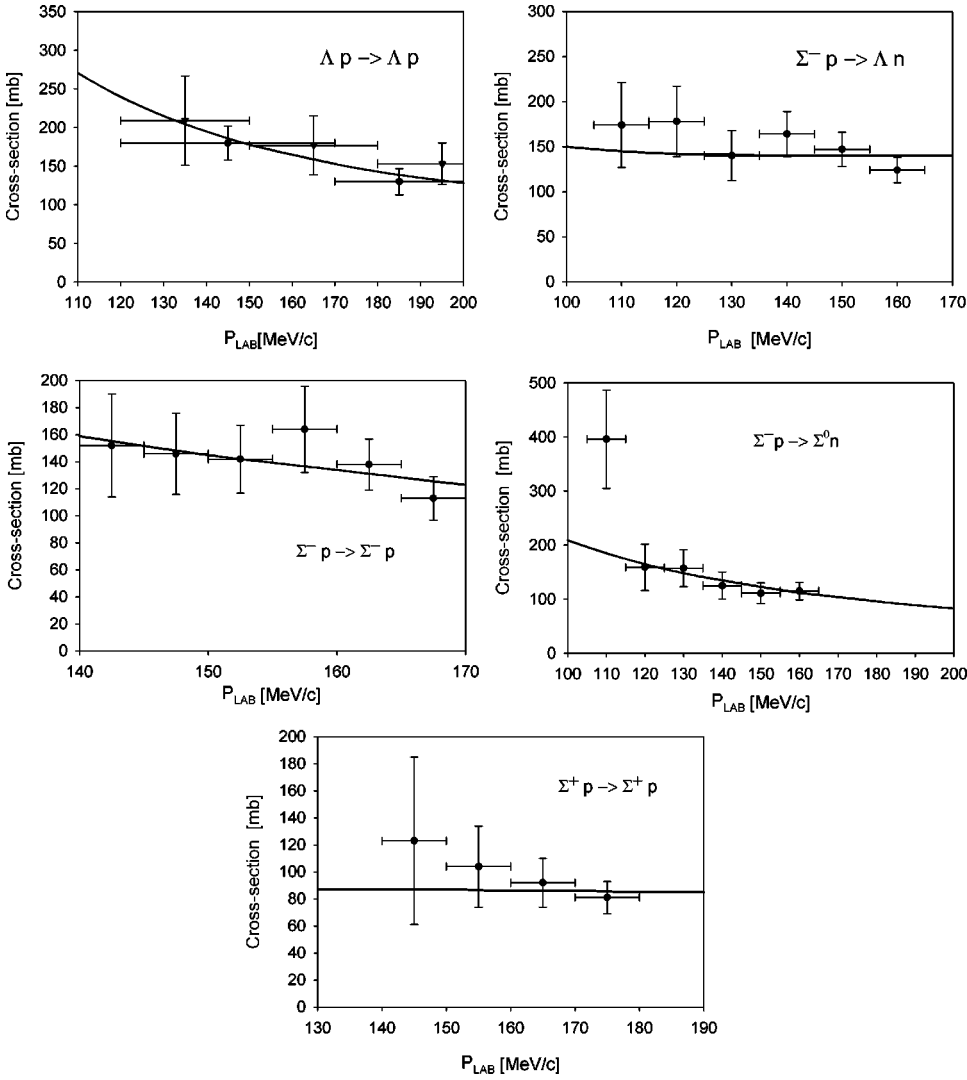 350
300
250
200
150
100
50
0
Cross-section [mb]
Λ p –> Λ p
110 120 130 140 150 160 170 180 190 200
P_LAB[MeV/c]
300
250
200
150
100
50
0
Cross-section [mb]
Σ⁻ p –> Λ n
100 110 120 130 140 150 160 170
P_LAB [MeV/c]
200
180
160
140
120
100
80
60
40
20
0
Cross-section [mb]
Σ⁻ p –> Σ⁻ p
140 150 160 170
P_LAB [MeV/c]
500
400
300
200
100
0
Cross-section [mb]
Σ⁻p –> Σ⁰n
100 110 120 130 140 150 160 170 180 190 200
P_LAB [MeV/c]
200
180
160
140
120
100
80
60
40
20
0
Cross-section [mb]
Σ⁺ p –> Σ⁺ p
130 140 150 160 170 180 190
P_LAB [MeV/c]